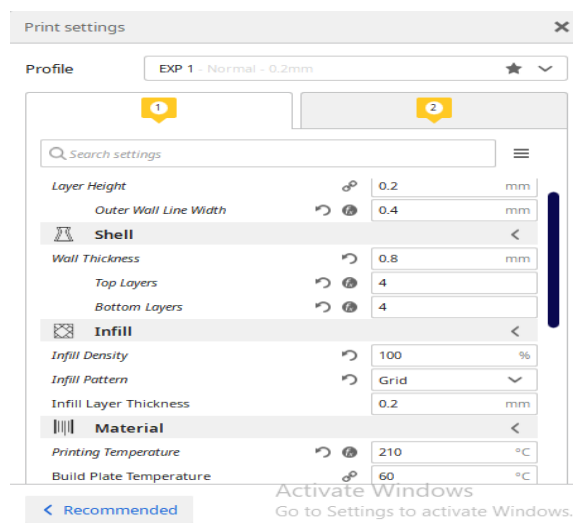 Print settings ×
Profile EXP 1 - Normal - 0.2mm
1 2
Search settings
Layer Height 0.2 mm
Outer Wall Line Width 0.4 mm
Shell
Wall Thickness 0.8 mm
Top Layers 4
Bottom Layers 4
Infill
Infill Density 100 %
Infill Pattern Grid
Infill Layer Thickness 0.2 mm
Material
Printing Temperature 210 °C
Build Plate Temperature 60 °C
Activate Windows
Recommended Go to Settings to activate Windows.